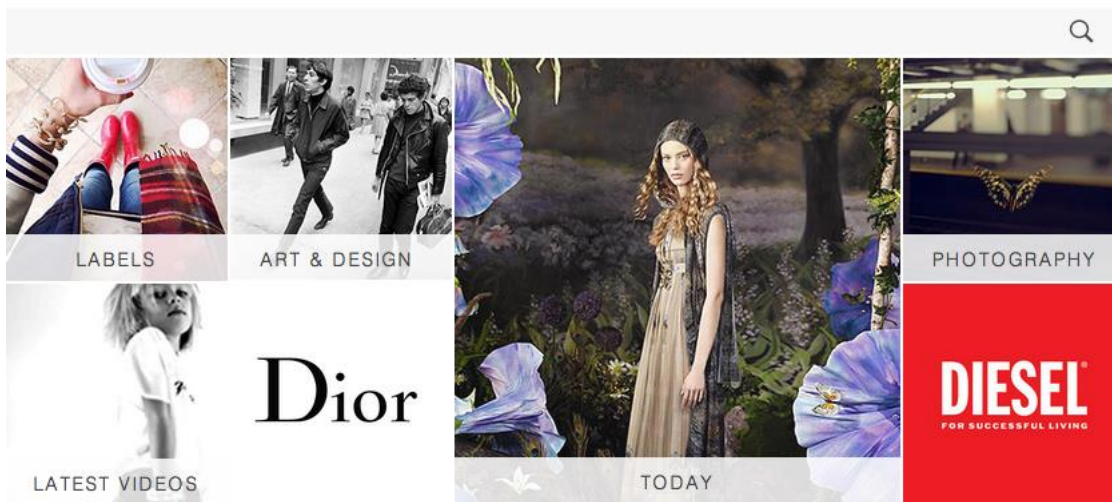 LABELS
ART & DESIGN
PHOTOGRAPHY
LATEST VIDEOS
Dior
TODAY
DIESEL®
FOR SUCCESSFUL LIVING